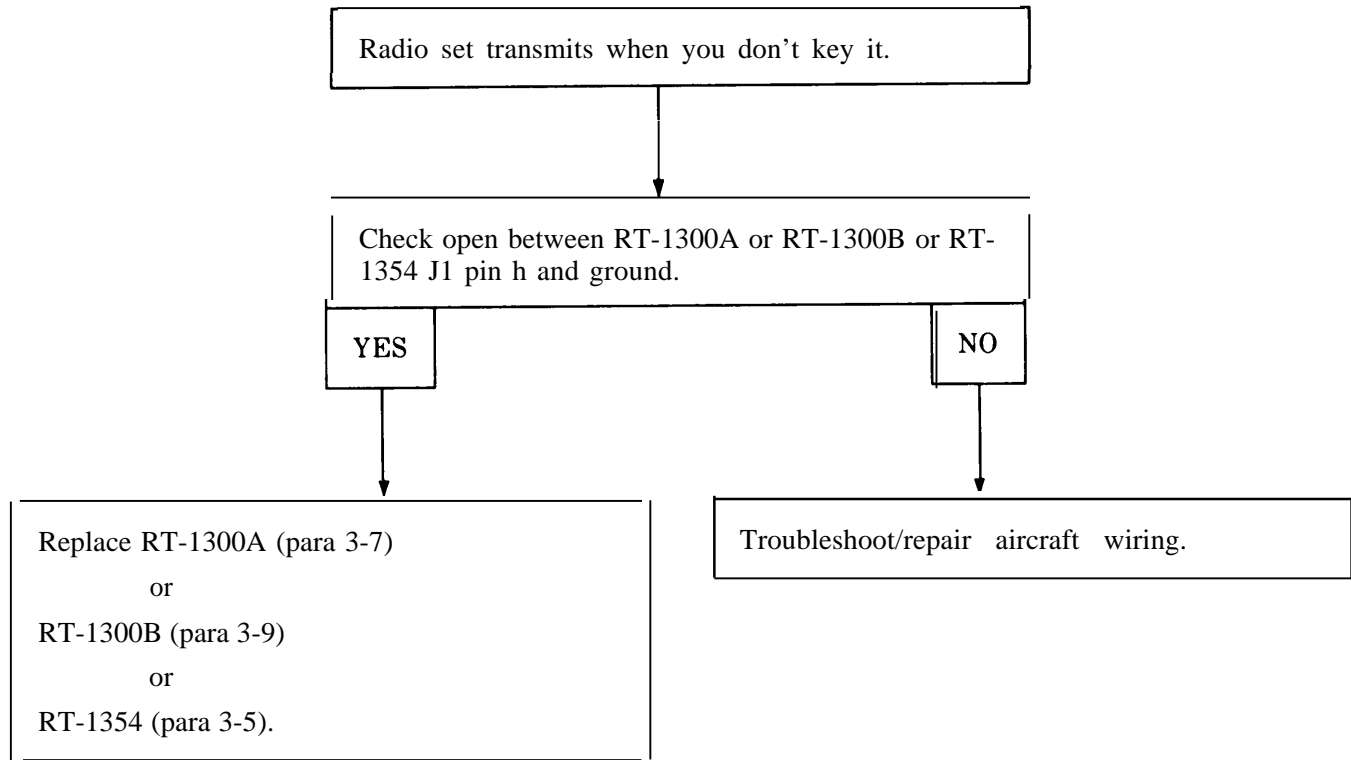 Radio set transmits when you don't key it.
Check open between RT-1300A or RT-1300B or RT-
1354 J1 pin h and ground.
YES
NO
Replace RT-1300A (para 3-7)
or
RT-1300B (para 3-9)
or
RT-1354 (para 3-5).
Troubleshoot/repair aircraft wiring.